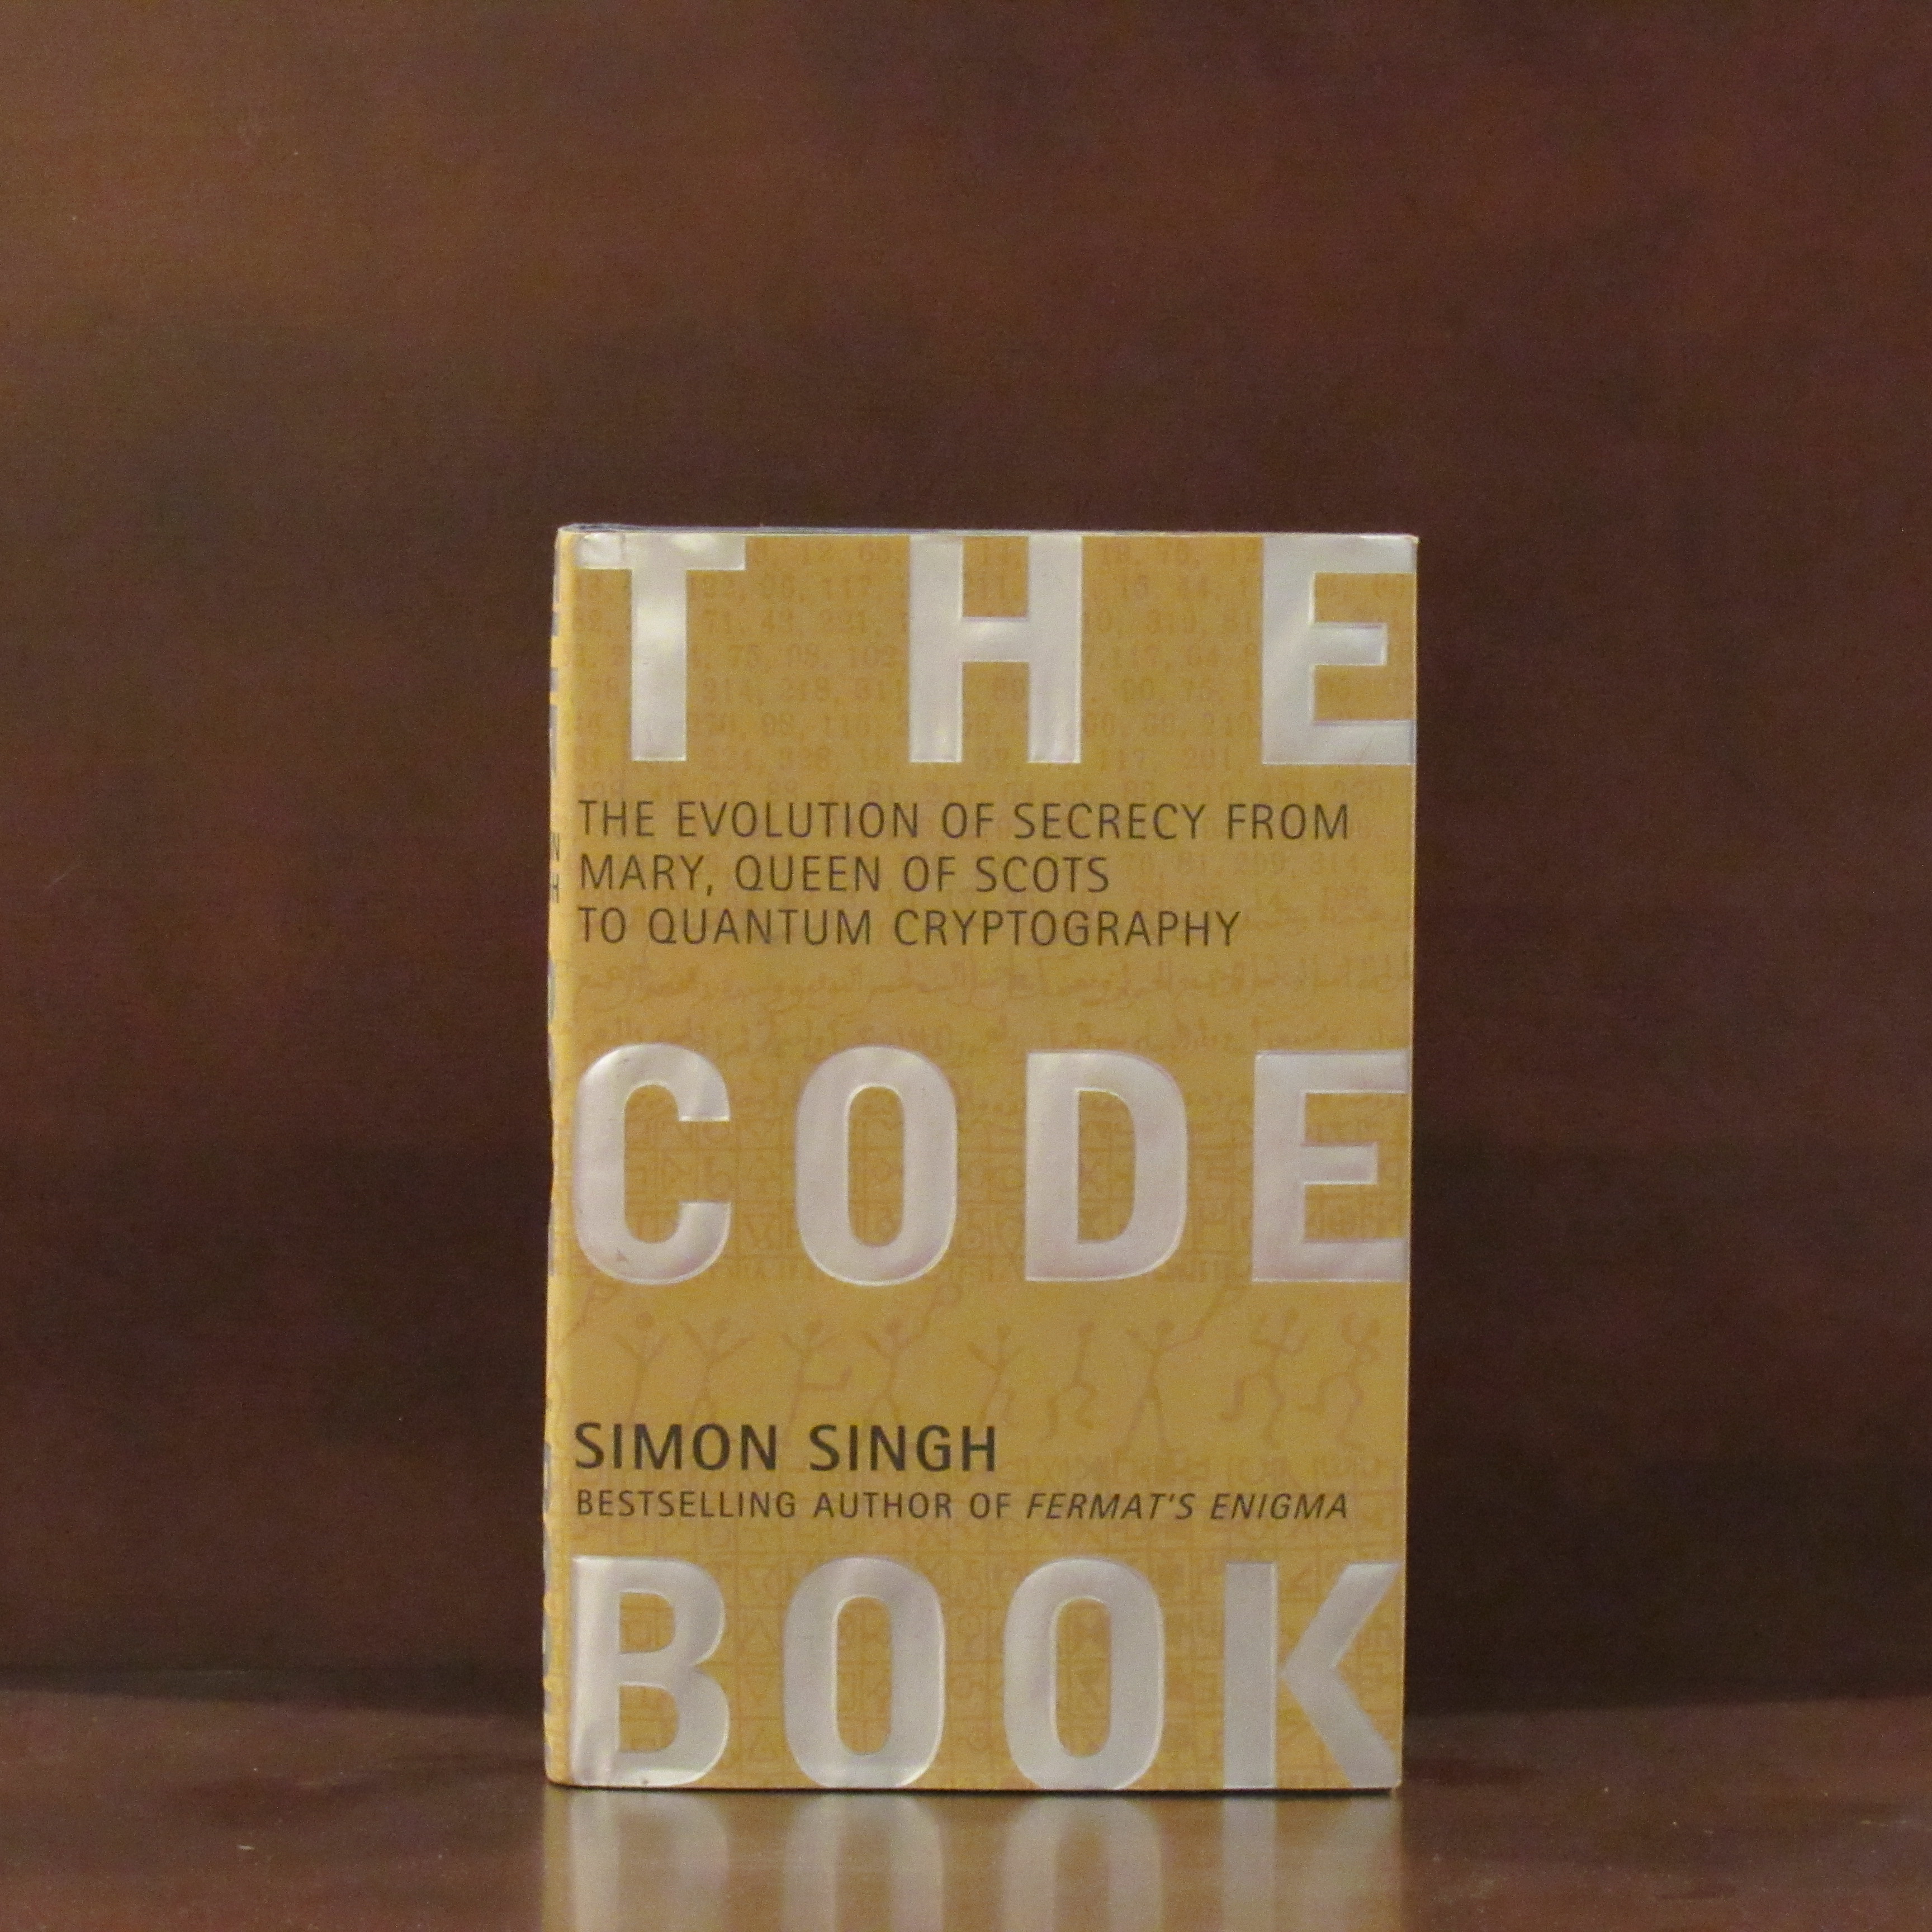 THE
THE EVOLUTION OF SECRECY FROM
MARY, QUEEN OF SCOTS
TO QUANTUM CRYPTOGRAPHY
CODE
SIMON SINGH
BESTSELLING AUTHOR OF FERMAT'S ENIGMA
BOOK